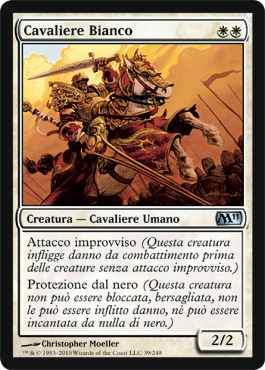 Cavaliere Bianco
Creatura — Cavaliere Umano
M11
Attacco improvviso (Questa creatura
infligge danno da combattimento prima
delle creature senza attacco improvviso.)
Protezione dal nero (Questa creatura
non può essere bloccata, bersagliata, non
le può essere inflitto danno, né può essere
incantata da nulla di nero.)
Christopher Moeller
2/2
™ & © 1993–2010 Wizards of the Coast LLC 39/249